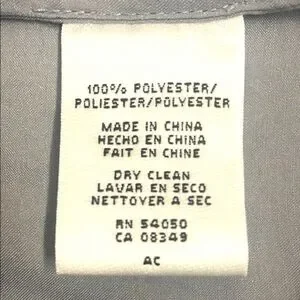 100% POLYESTER/
POLIESTER/POLYESTER
MADE IN CHINA
HECHO EN CHINA
FAIT EN CHINE
DRY CLEAN
LAVAR EN SECO
NETTOYER A SEC
RN 54050
CA 08349
AC